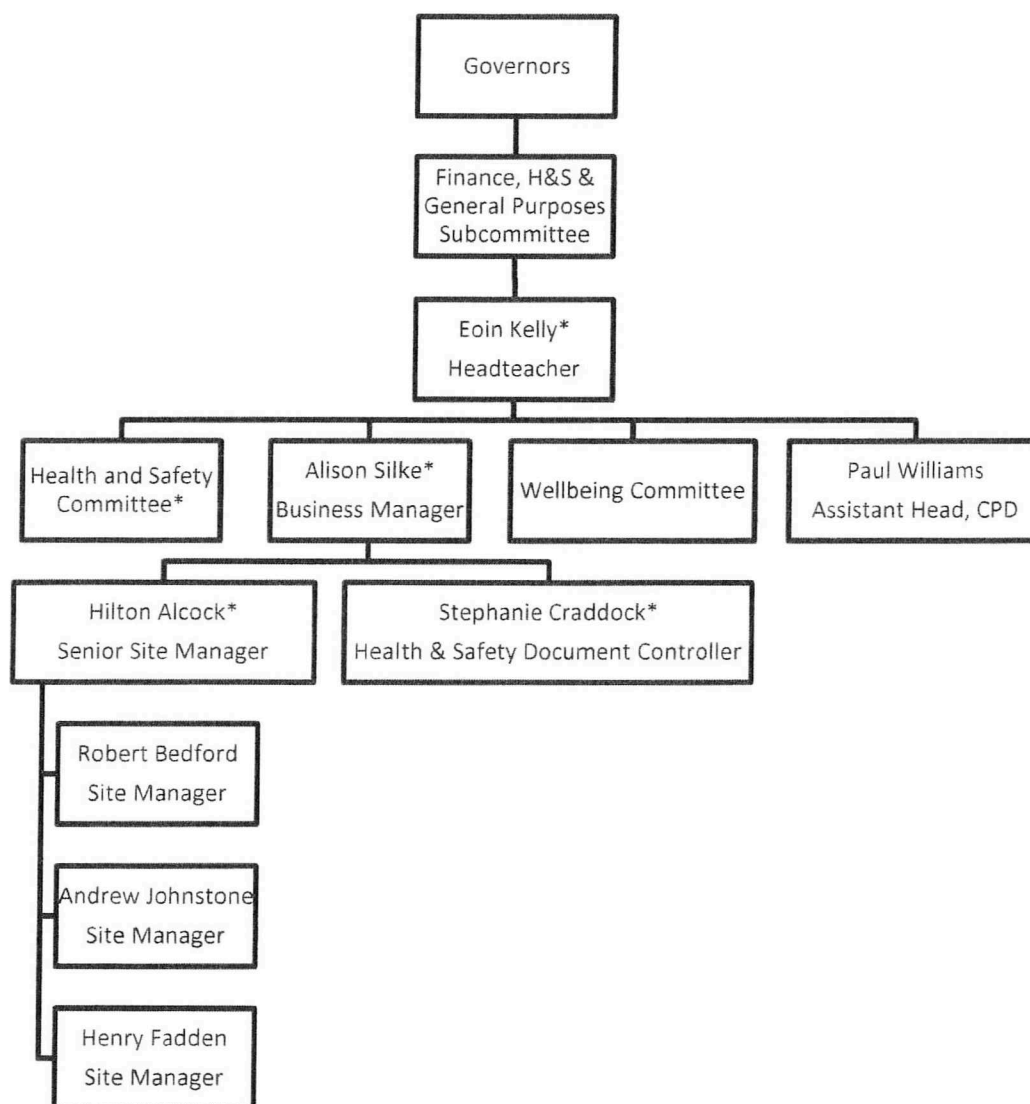 Governors
Finance, H&S &
General Purposes
Subcommittee
Eoin Kelly*
Headteacher
Health and Safety
Committee*
Alison Silke*
Business Manager
Wellbeing Committee
Paul Williams
Assistant Head, CPD
Hilton Alcock*
Senior Site Manager
Stephanie Craddock*
Health & Safety Document Controller
Robert Bedford
Site Manager
Andrew Johnstone
Site Manager
Henry Fadden
Site Manager